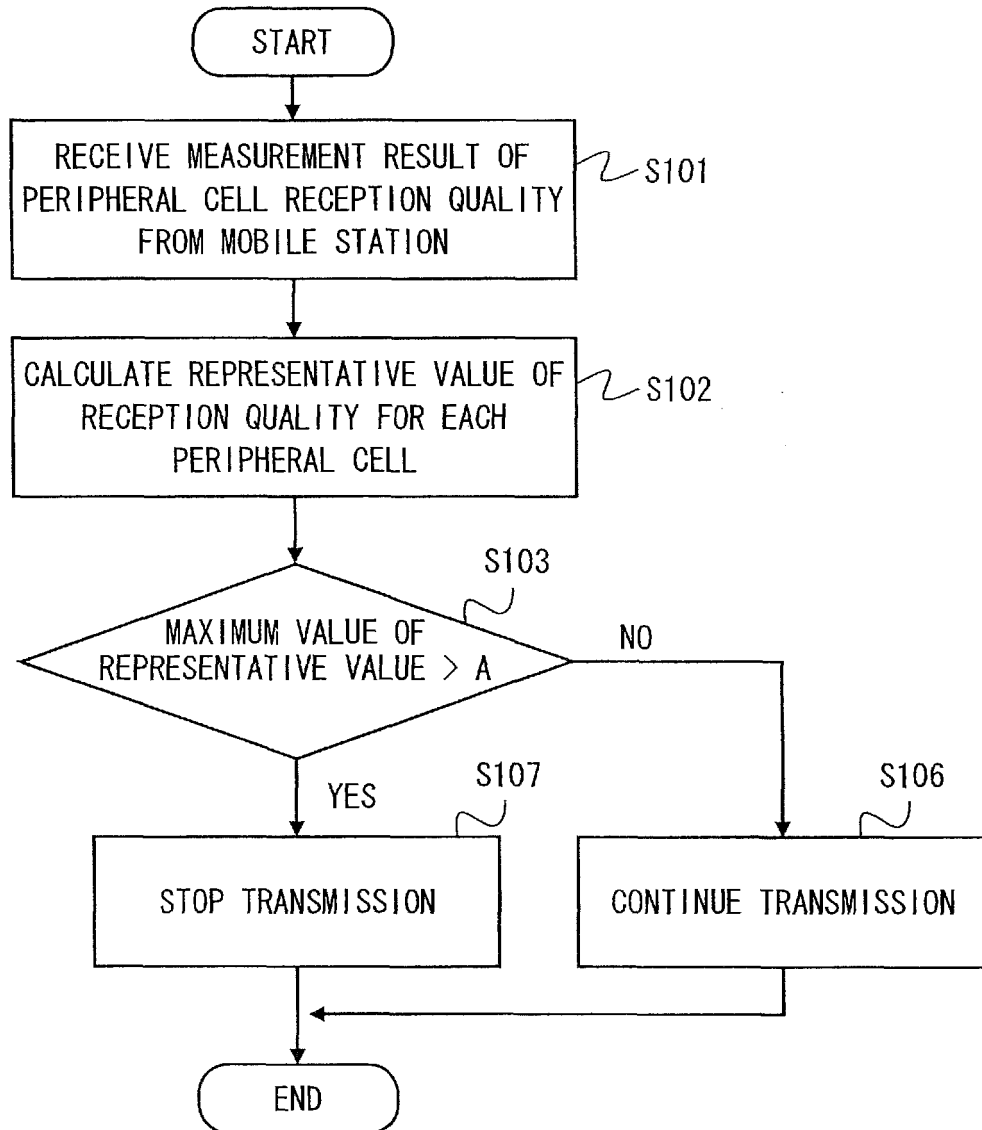 START
RECEIVE MEASUREMENT RESULT OF
PERIPHERAL CELL RECEPTION QUALITY
FROM MOBILE STATION
S101
CALCULATE REPRESENTATIVE VALUE OF
RECEPTION QUALITY FOR EACH
PERIPHERAL CELL
S102
S103
MAXIMUM VALUE OF
REPRESENTATIVE VALUE > A
NO
YES
S107
S106
STOP TRANSMISSION
CONTINUE TRANSMISSION
END